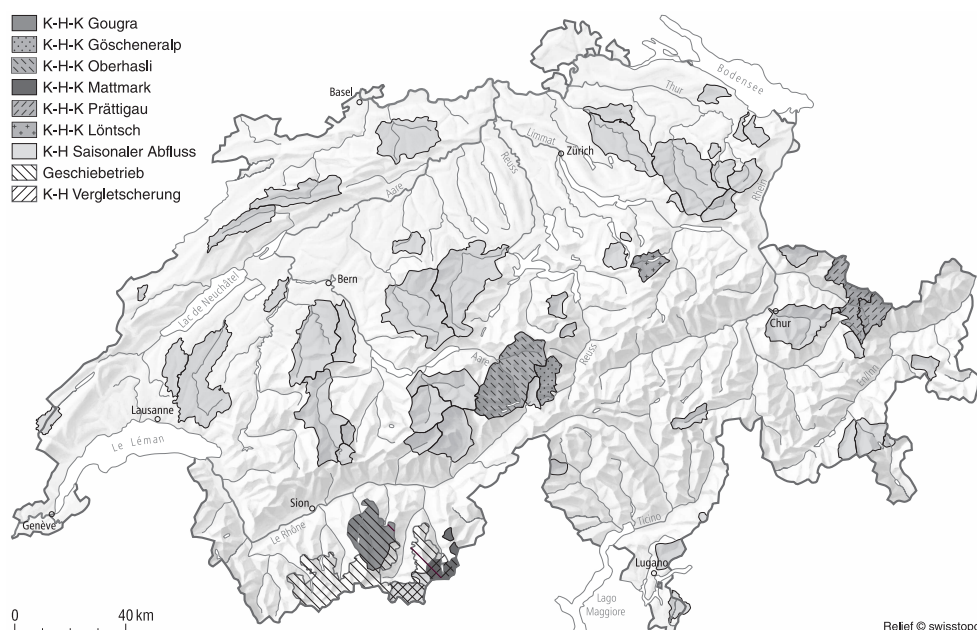 K-H-K Gougra
K-H-K Göscheneralp
K-H-K Oberhasli
K-H-K Mattmark
K-H-K Prättigau
K-H-K Löntsch
K-H Saisonaler Abfluss
Geschiebetrieb
K-H Vergletscherung
Basel
Bodensee
Thur
Limmat
Zürich
Reuss
Aare
Rhein
Lac de Neuchâtel
Bern
Chur
Aare
Reuss
En/Inn
Lausanne
Le Léman
Sion
Genève
Le Rhône
Ticino
Lugano
Lago
Maggiore
0 40 km
Relief © swisstopo